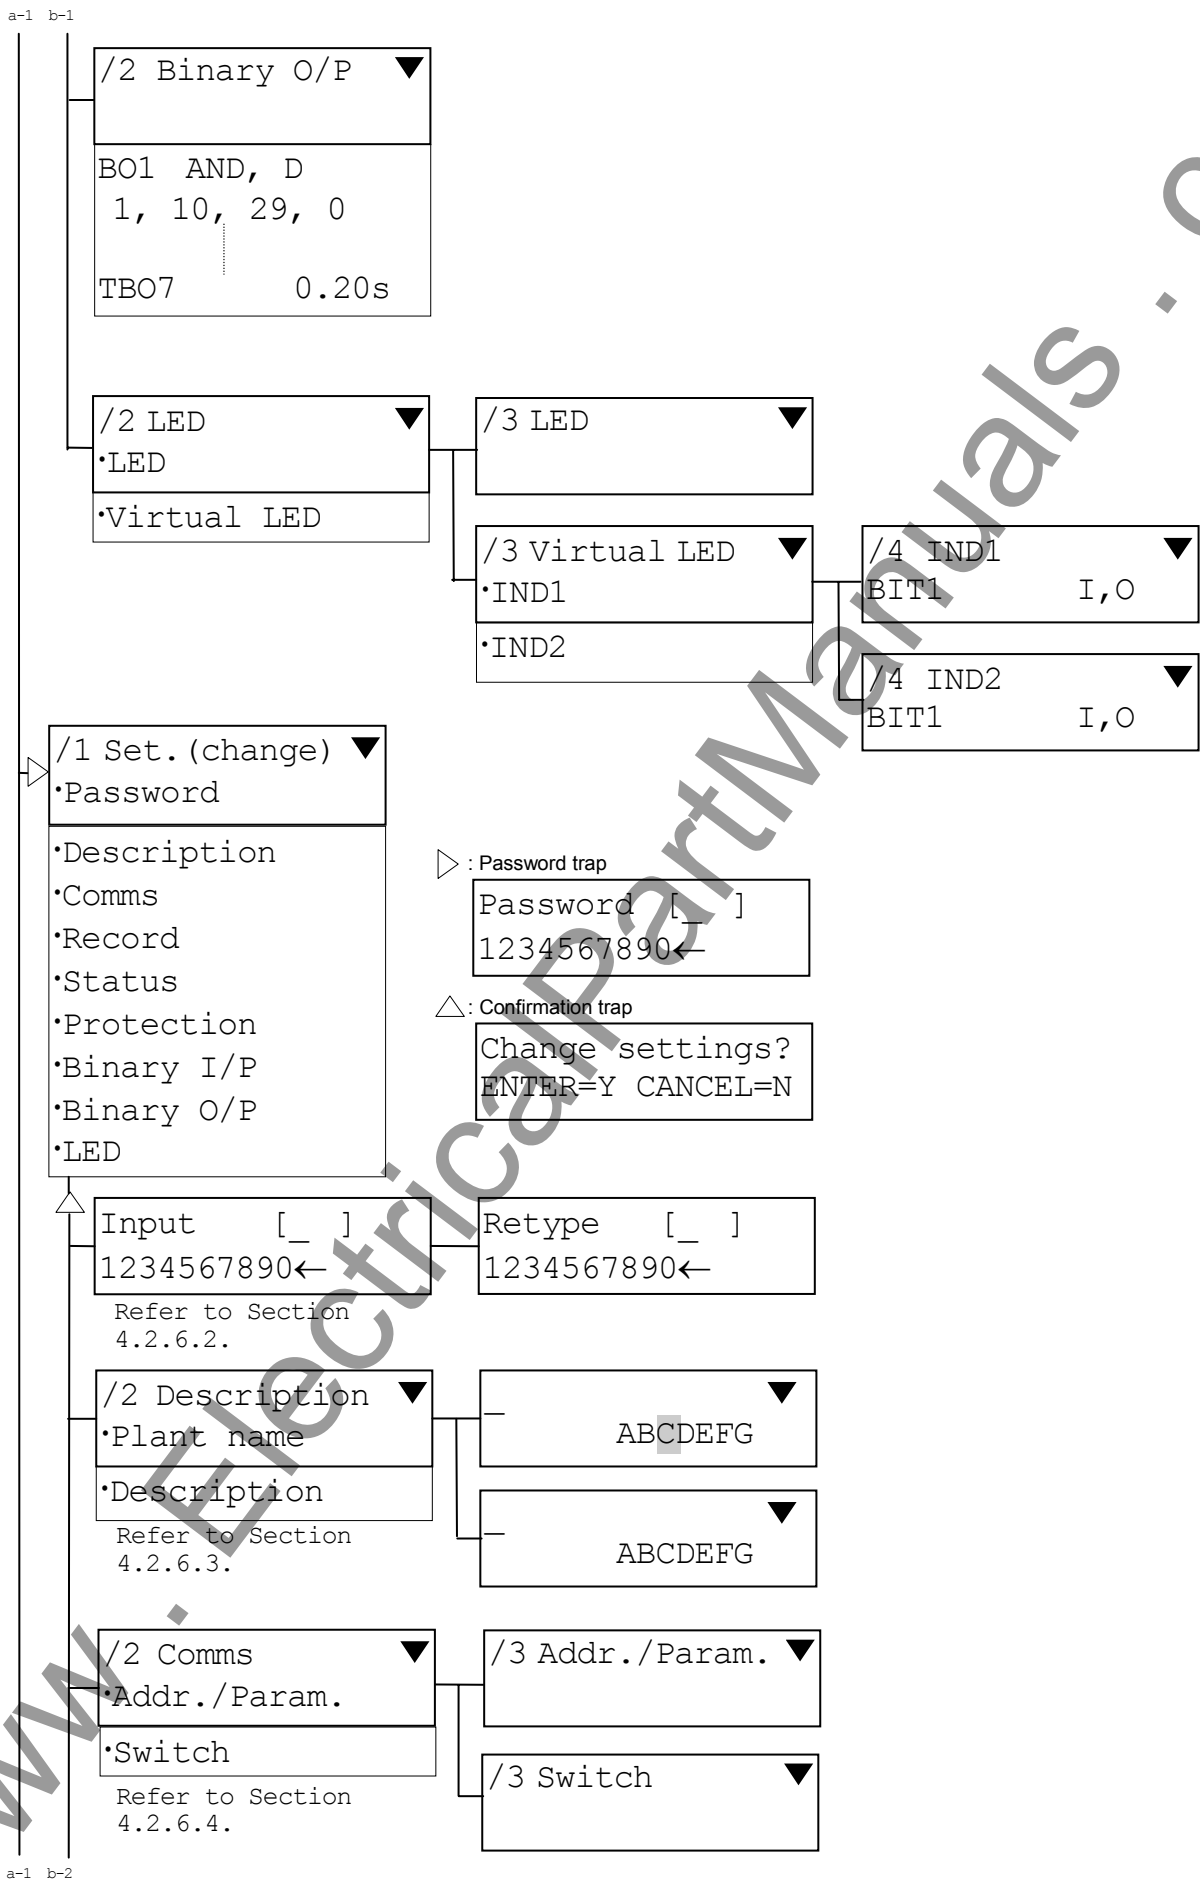 a-1 b-1
/2 Binary O/P ▼
BO1 AND, D
1, 10, 29, 0
TBO7 0.20s
/2 LED ▼
·LED
·Virtual LED
/3 LED ▼
/3 Virtual LED ▼
·IND1
·IND2
/4 IND1 ▼
BIT1 I,O
/4 IND2 ▼
BIT1 I,O
/1 Set.(change) ▼
·Password
·Description
·Comms
·Record
·Status
·Protection
·Binary I/P
·Binary O/P
·LED
: Password trap
Password [_ ]
1234567890←
: Confirmation trap
Change settings?
ENTER=Y CANCEL=N
Input [_ ]
1234567890←
Refer to Section
4.2.6.2.
Retype [_ ]
1234567890←
/2 Description ▼
·Plant name
·Description
Refer to Section
4.2.6.3.
_ ▼
ABCDEFG
_ ▼
ABCDEFG
/2 Comms ▼
·Addr./Param.
·Switch
Refer to Section
4.2.6.4.
/3 Addr./Param. ▼
/3 Switch ▼
a-1 b-2
ww . ElectricalPartManuals . c